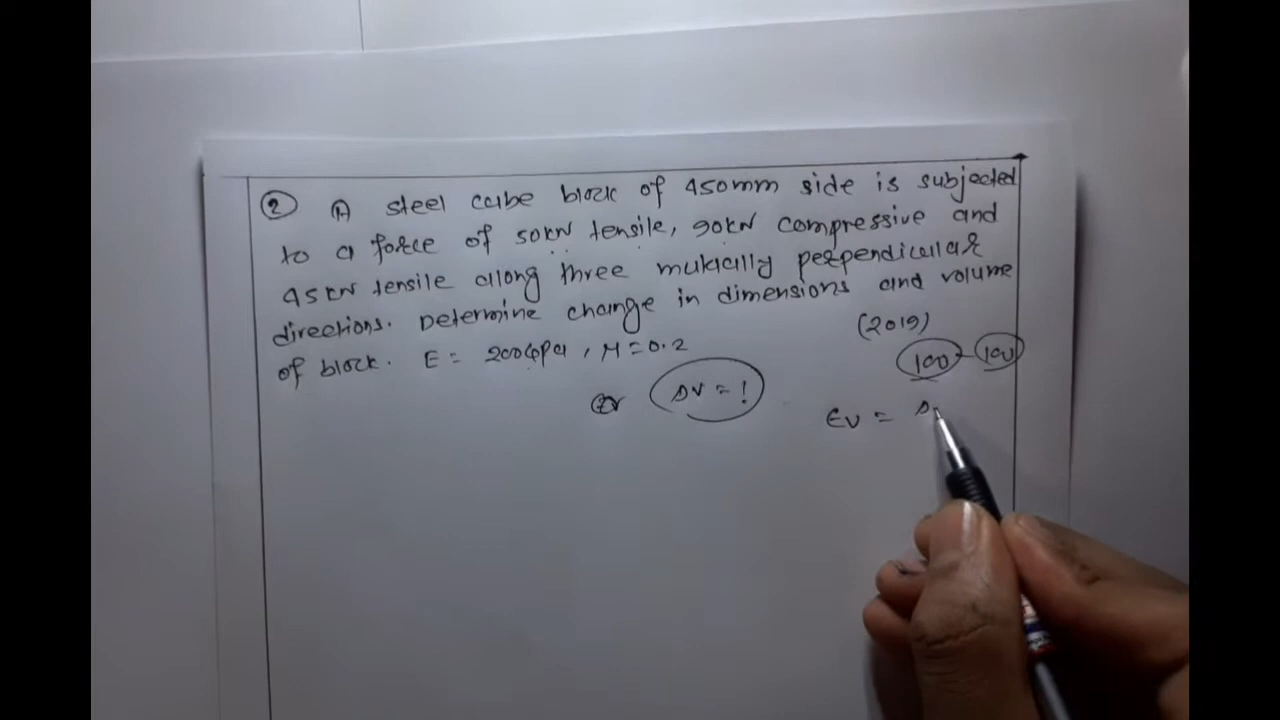 ② A steel cube block of 450mm side is subjected
to a force of 50kN tensile, 90kN compressive and
45kN tensile along three mutually perpendicular
directions. Determine change in dimensions and volume
of block. E = 200Gpa, μ = 0.2
(2019)
100 - 100
ΔV = !
εv =